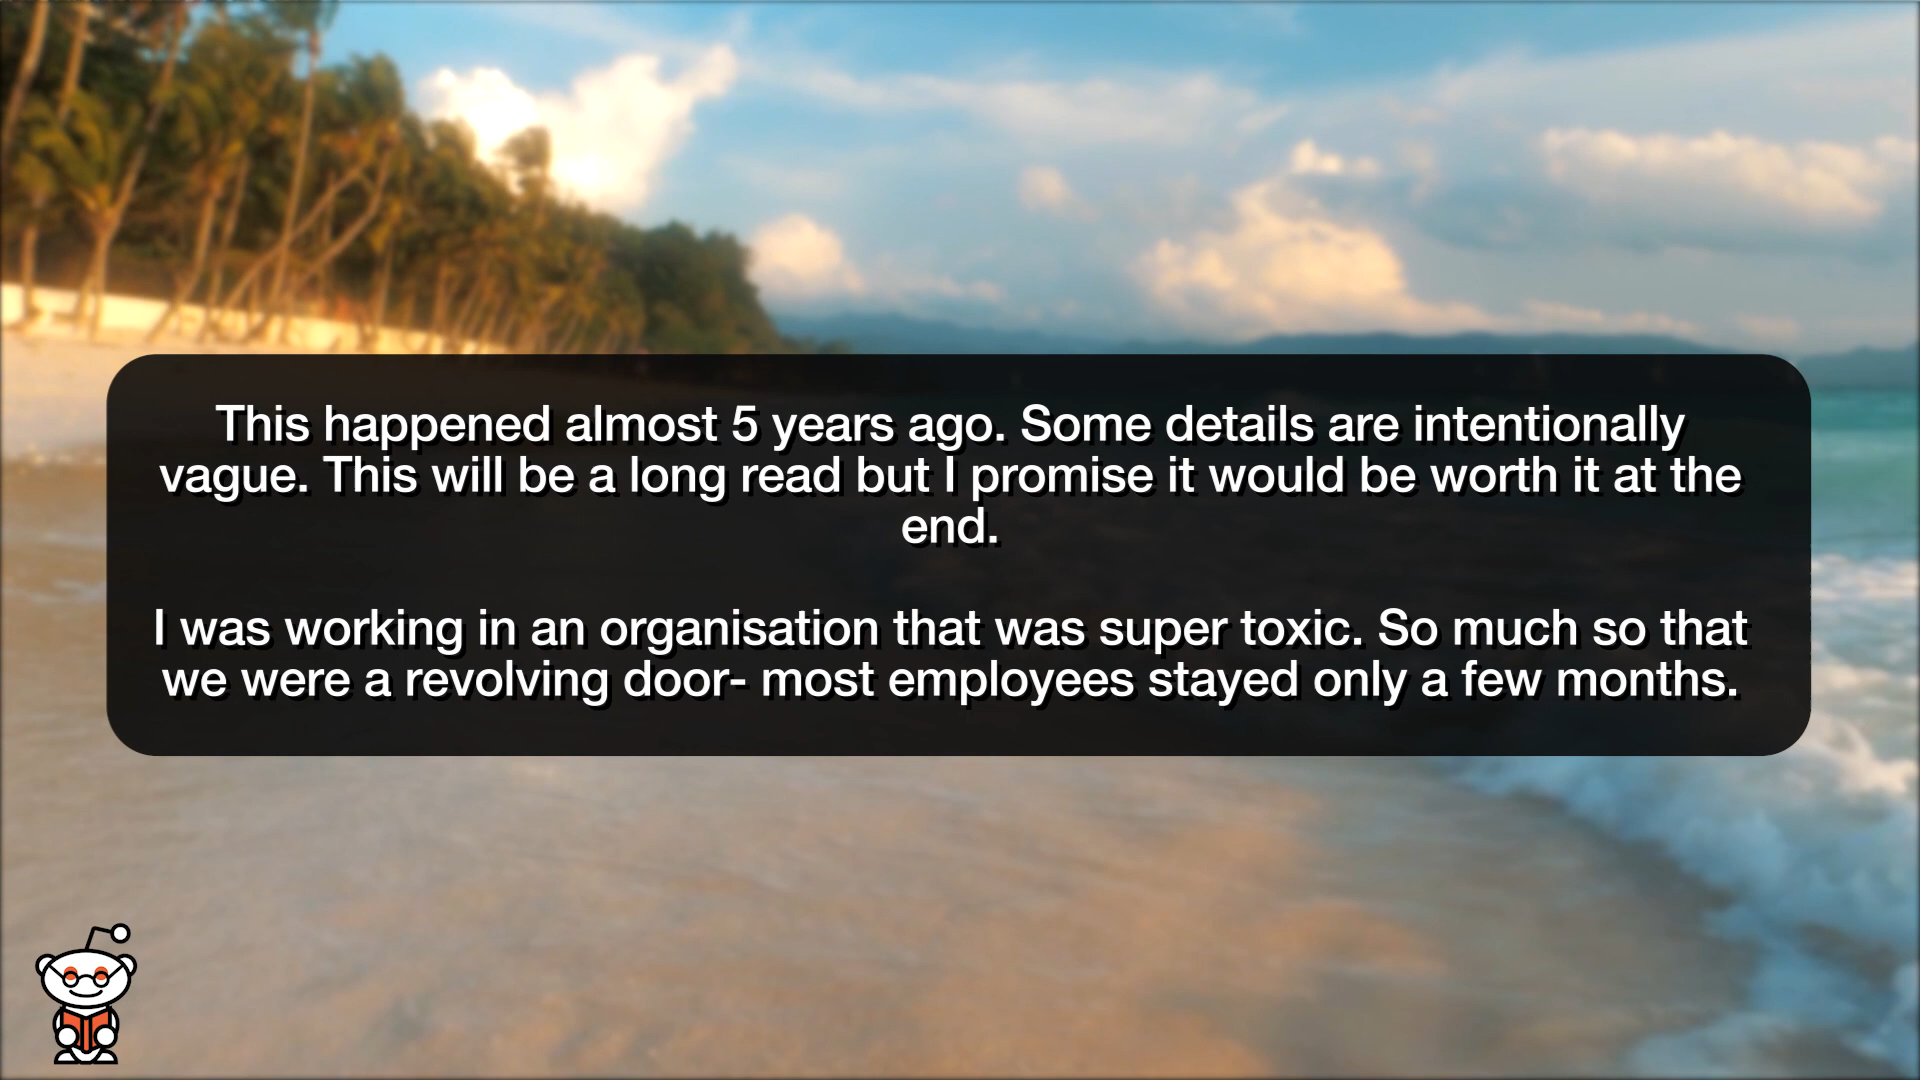 This happened almost 5 years ago. Some details are intentionally
vague. This will be a long read but I promise it would be worth it at the
end.
I was working in an organisation that was super toxic. So much so that
we were a revolving door- most employees stayed only a few months.